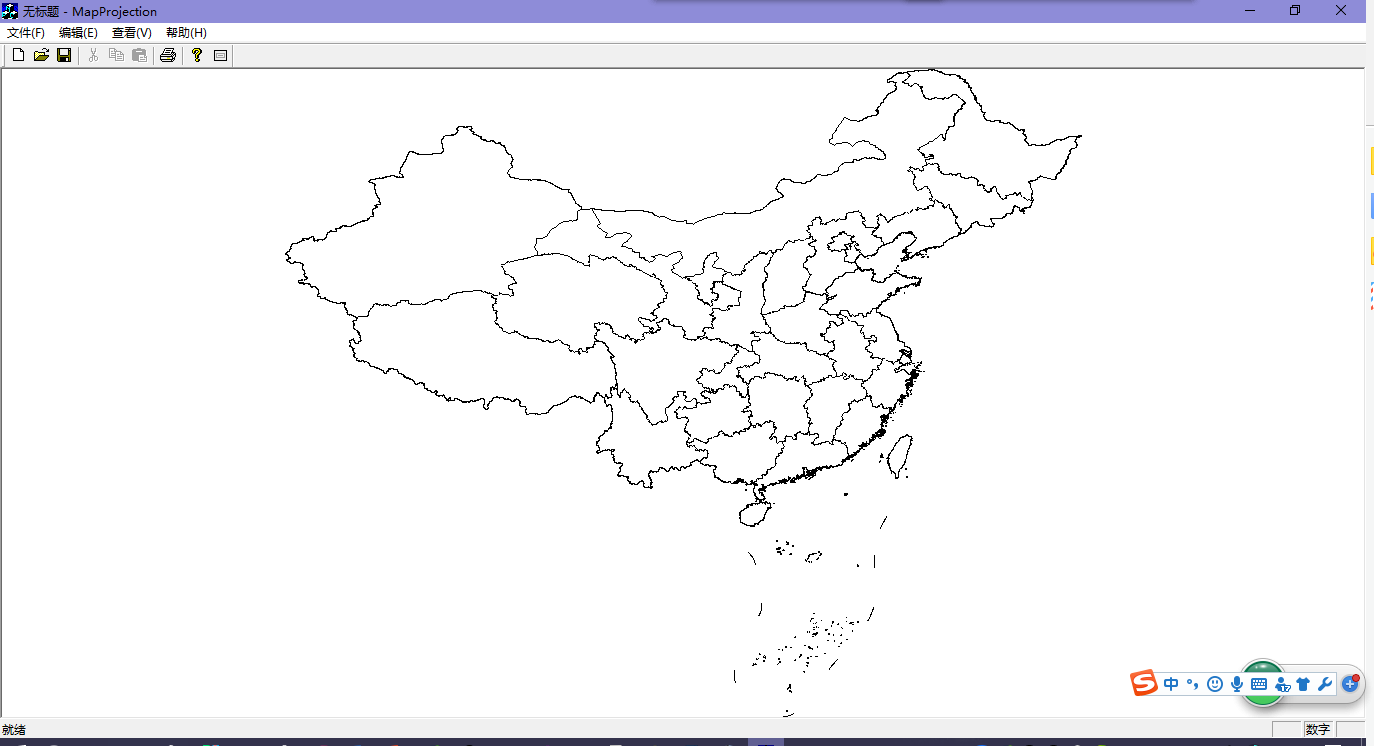 无标题 - MapProjection
文件(F) 编辑(E) 查看(V) 帮助(H)
中
就绪 数字